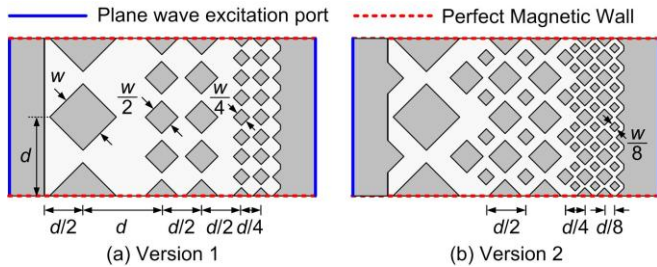 Plane wave excitation port Perfect Magnetic Wall
w
w/2
w/4
d
w/8
d/2 d d/2 d/2 d/4
d/2 d/4 d/8
(a) Version 1 (b) Version 2